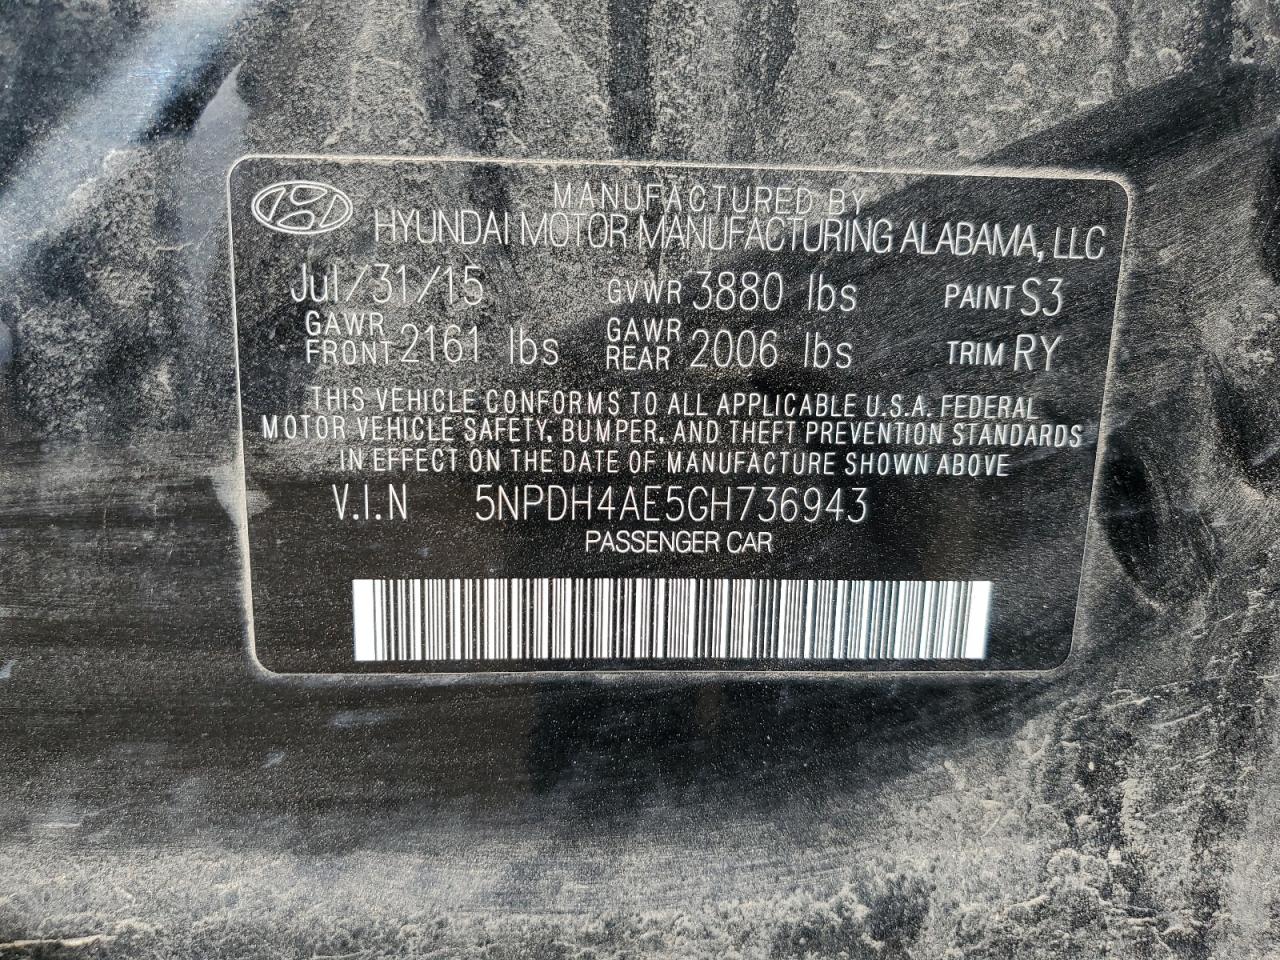 MANUFACTURED BY
HYUNDAI MOTOR MANUFACTURING ALABAMA, LLC
Jul/31/15 GVWR 3880 lbs PAINT S3
GAWR FRONT 2161 lbs GAWR REAR 2006 lbs TRIM RY
THIS VEHICLE CONFORMS TO ALL APPLICABLE U.S.A. FEDERAL
MOTOR VEHICLE SAFETY, BUMPER, AND THEFT PREVENTION STANDARDS
IN EFFECT ON THE DATE OF MANUFACTURE SHOWN ABOVE
V.I.N 5NPDH4AE5GH736943
PASSENGER CAR